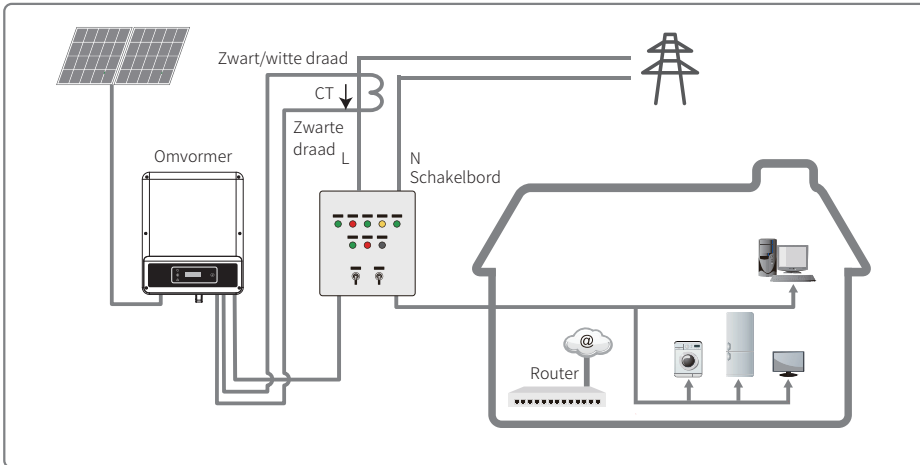 Zwart/witte draad
CT
Zwarte
draad
L
N
Schakelbord
Omvormer
@
Router